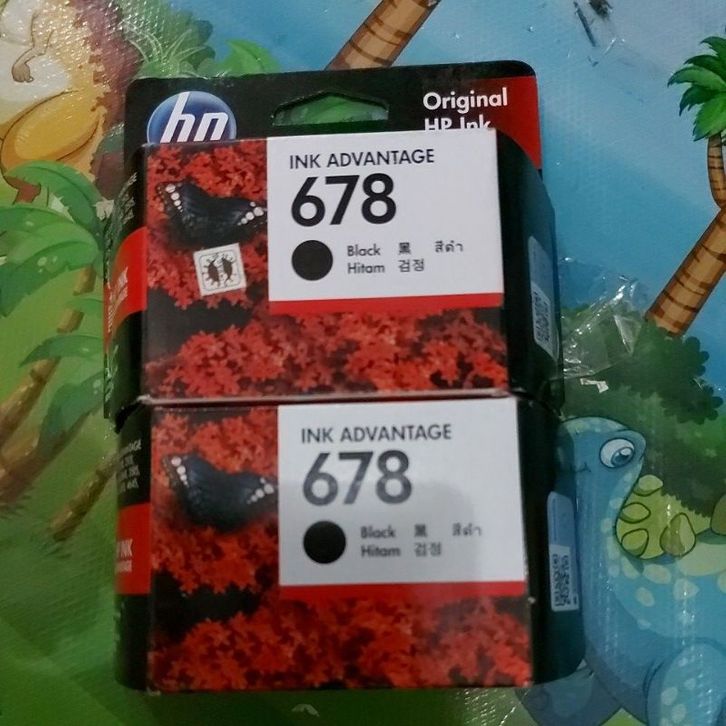 hp
Original
HP Ink
INK ADVANTAGE
678
Black 黑 สีดำ
Hitam 검정
INK ADVANTAGE
678
Black 黑 สีดำ
Hitam 검정